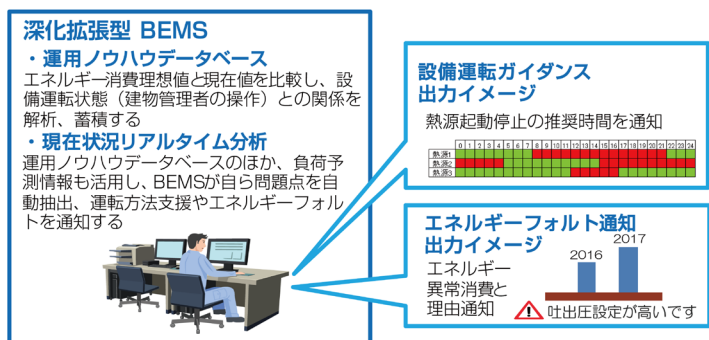 深化拡張型 BEMS
・運用ノウハウデータベース
エネルギー消費理想値と現在値を比較し、設
備運転状態（建物管理者の操作）との関係を
解析、蓄積する
・現在状況リアルタイム分析
運用ノウハウデータベースのほか、負荷予
測情報も活用し、BEMSが自ら問題点を自
動抽出、運転方法支援やエネルギーフォル
トを通知する
設備運転ガイダンス
出力イメージ
熱源起動停止の推奨時間を通知
0 1 2 3 4 5 6 7 8 9 10 11 12 13 14 15 16 17 18 19 20 21 22 23 24
熱源1
熱源2
熱源3
エネルギーフォルト通知
出力イメージ
エネルギー
異常消費と
理由通知
2016
2017
吐出圧設定が高いです